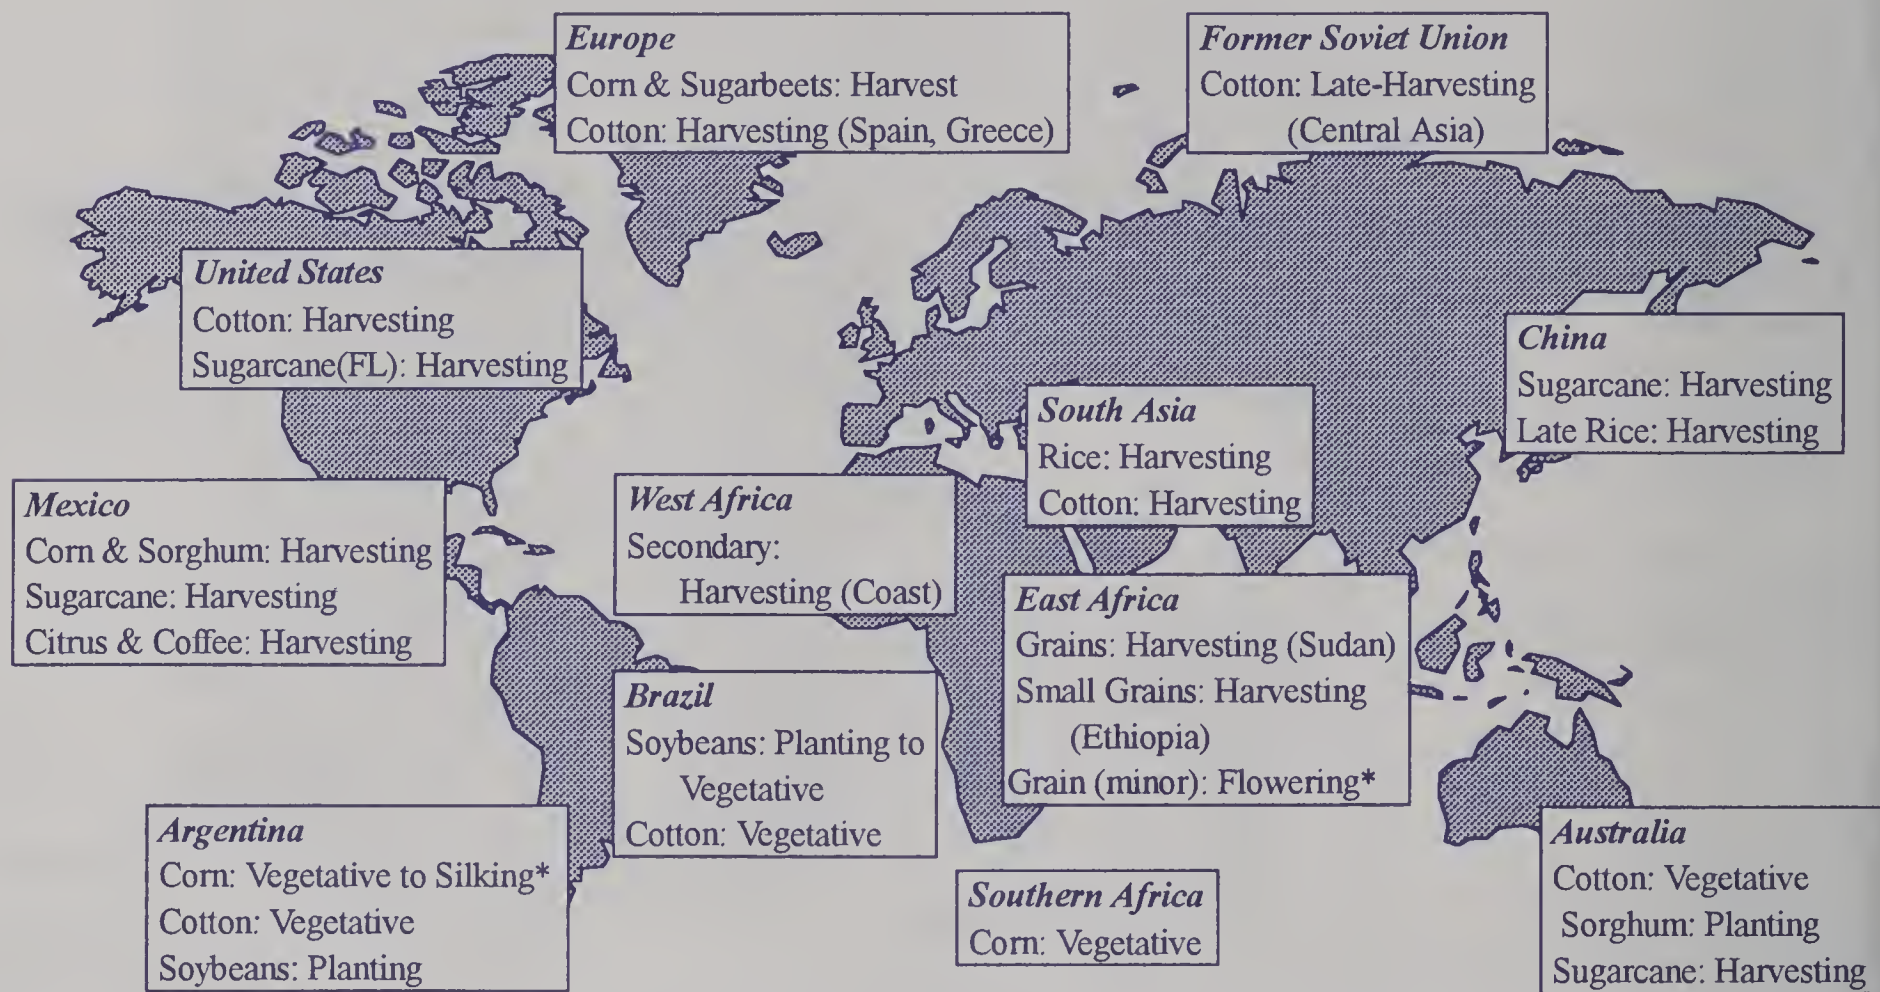 Europe
Corn & Sugarbeets: Harvest
Cotton: Harvesting (Spain, Greece)
Former Soviet Union
Cotton: Late-Harvesting
(Central Asia)
United States
Cotton: Harvesting
Sugarcane(FL): Harvesting
China
Sugarcane: Harvesting
Late Rice: Harvesting
South Asia
Rice: Harvesting
Cotton: Harvesting
Mexico
Corn & Sorghum: Harvesting
Sugarcane: Harvesting
Citrus & Coffee: Harvesting
West Africa
Secondary:
Harvesting (Coast)
East Africa
Grains: Harvesting (Sudan)
Small Grains: Harvesting
(Ethiopia)
Grain (minor): Flowering*
Brazil
Soybeans: Planting to
Vegetative
Cotton: Vegetative
Argentina
Corn: Vegetative to Silking*
Cotton: Vegetative
Soybeans: Planting
Southern Africa
Corn: Vegetative
Australia
Cotton: Vegetative
Sorghum: Planting
Sugarcane: Harvesting